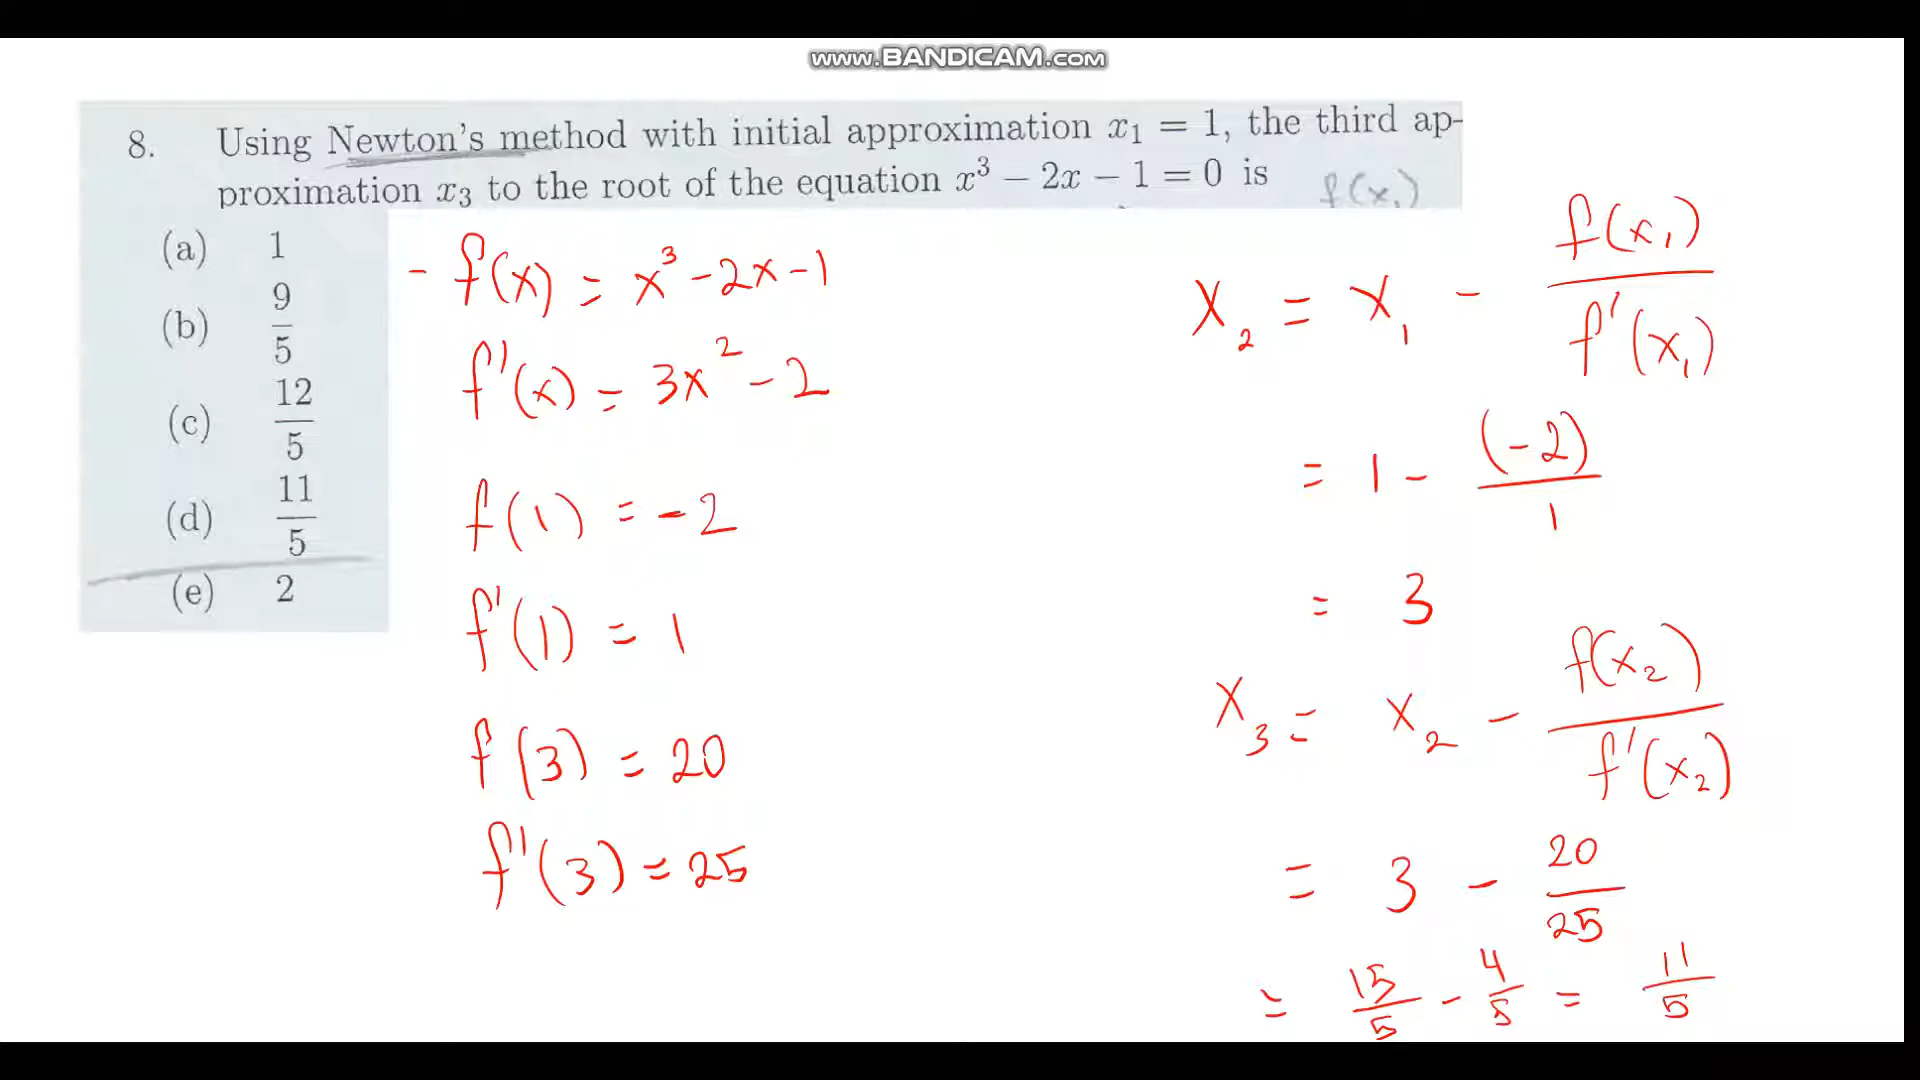 www.BANDICAM.com
8. Using Newton's method with initial approximation x₁ = 1, the third ap-
proximation x₃ to the root of the equation x³ − 2x − 1 = 0 is
f(x₁)
(a) 1
(b) 9/5
(c) 12/5
(d) 11/5
(e) 2
- f(x) = x³ - 2x - 1
f'(x) = 3x² - 2
f(1) = -2
f'(1) = 1
f(3) = 20
f'(3) = 25
x₂ = x₁ - f(x₁)/f'(x₁)
= 1 - (-2)/1
= 3
x₃ = x₂ - f(x₂)/f'(x₂)
= 3 - 20/25
= 15/5 - 4/5 = 11/5